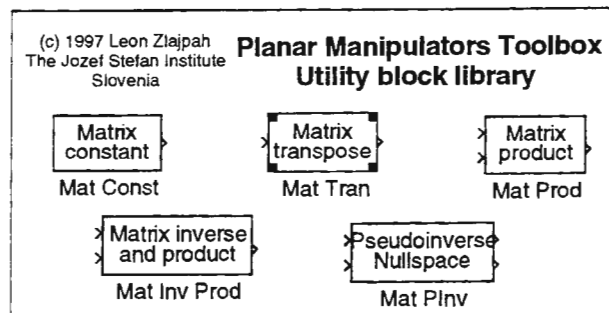 (c) 1997 Leon Zlajpah
The Jozef Stefan Institute
Slovenia
Planar Manipulators Toolbox
Utility block library
Matrix
constant
Mat Const
Matrix
transpose
Mat Tran
Matrix
product
Mat Prod
Matrix inverse
and product
Mat Inv Prod
Pseudoinverse
Nullspace
Mat PInv